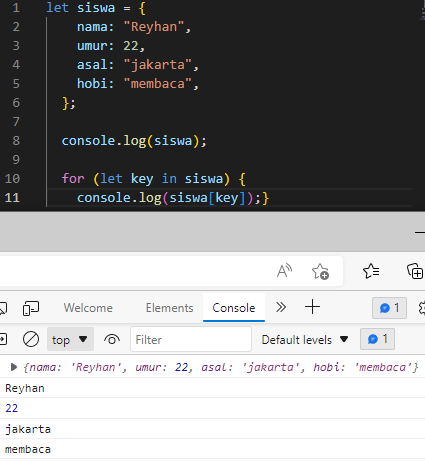 1 let siswa = {
2 nama: "Reyhan",
3 umur: 22,
4 asal: "jakarta",
5 hobi: "membaca",
6 };
7
8 console.log(siswa);
9
10 for (let key in siswa) {
11 console.log(siswa[key]);}
Welcome Elements Console 1
top Filter Default levels 1
{nama: 'Reyhan', umur: 22, asal: 'jakarta', hobi: 'membaca'}
Reyhan
22
jakarta
membaca